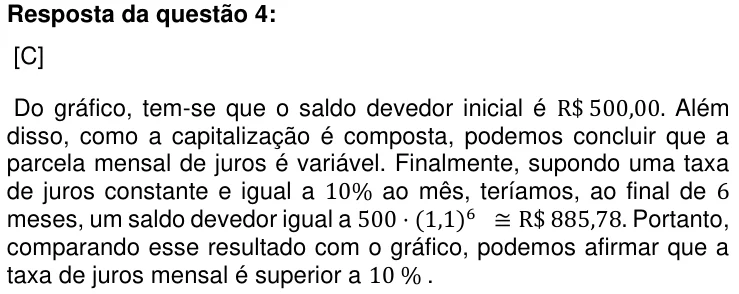 Resposta da questão 4:
[C]
Do gráfico, tem-se que o saldo devedor inicial é R$ 500,00. Além
disso, como a capitalização é composta, podemos concluir que a
parcela mensal de juros é variável. Finalmente, supondo uma taxa
de juros constante e igual a 10% ao mês, teríamos, ao final de 6
meses, um saldo devedor igual a 500 · (1,1)⁶ ≅ R$ 885,78. Portanto,
comparando esse resultado com o gráfico, podemos afirmar que a
taxa de juros mensal é superior a 10 % .